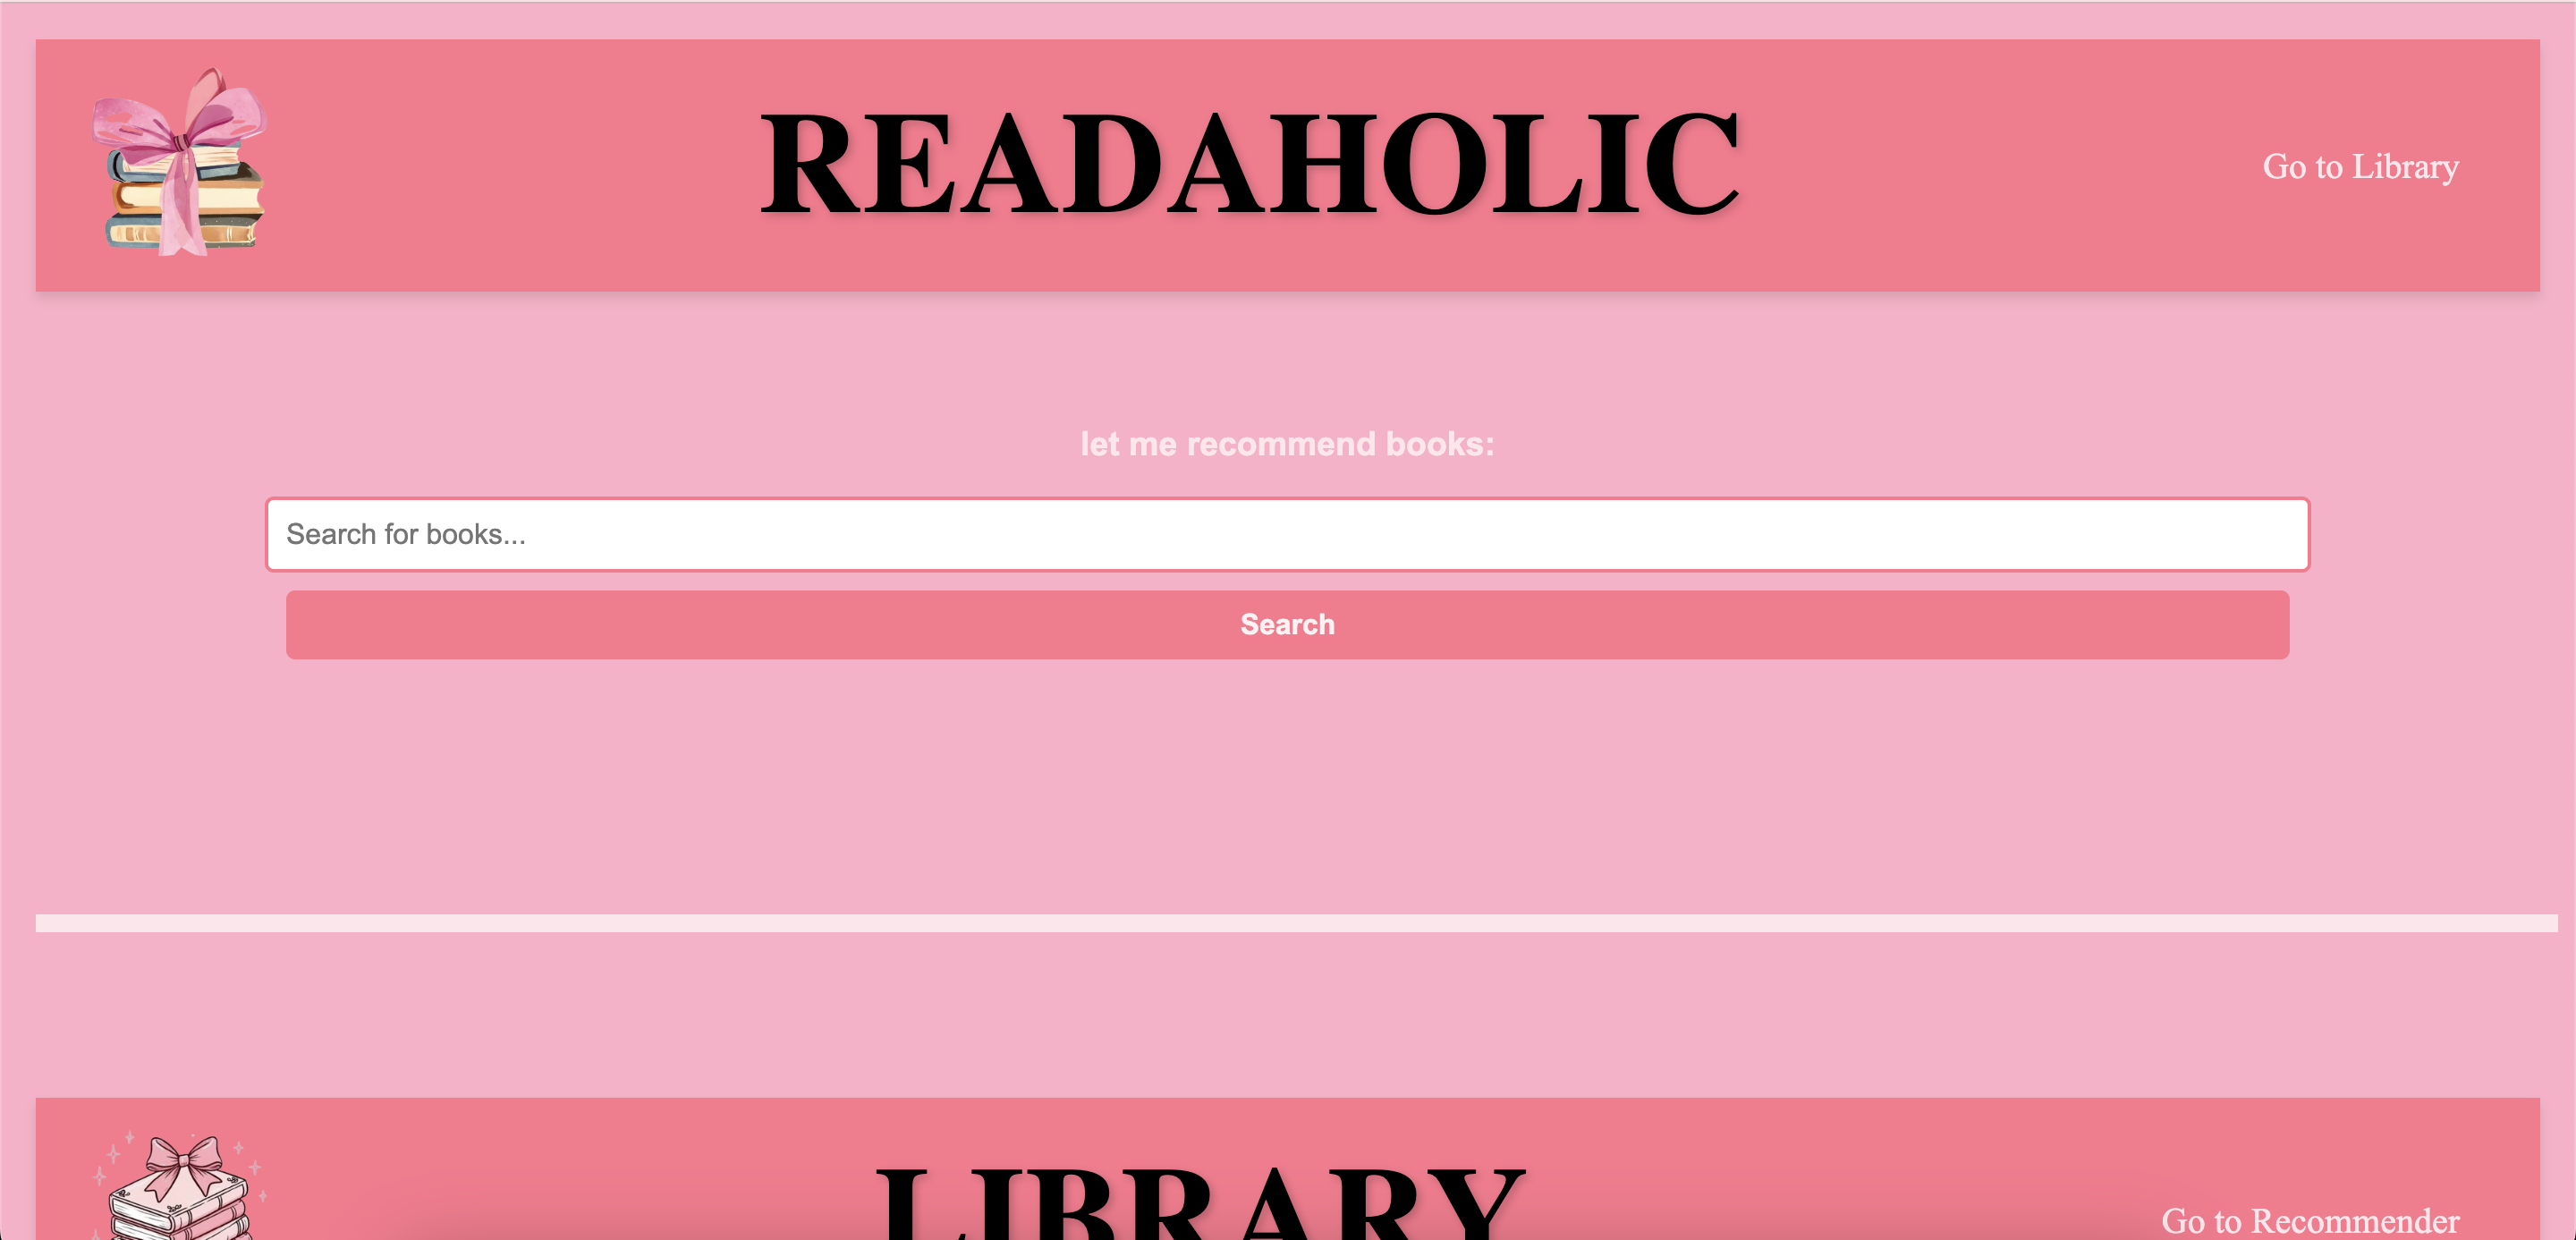 READAHOLIC
Go to Library
let me recommend books:
Search for books...
Search
LIBRARY
Go to Recommender